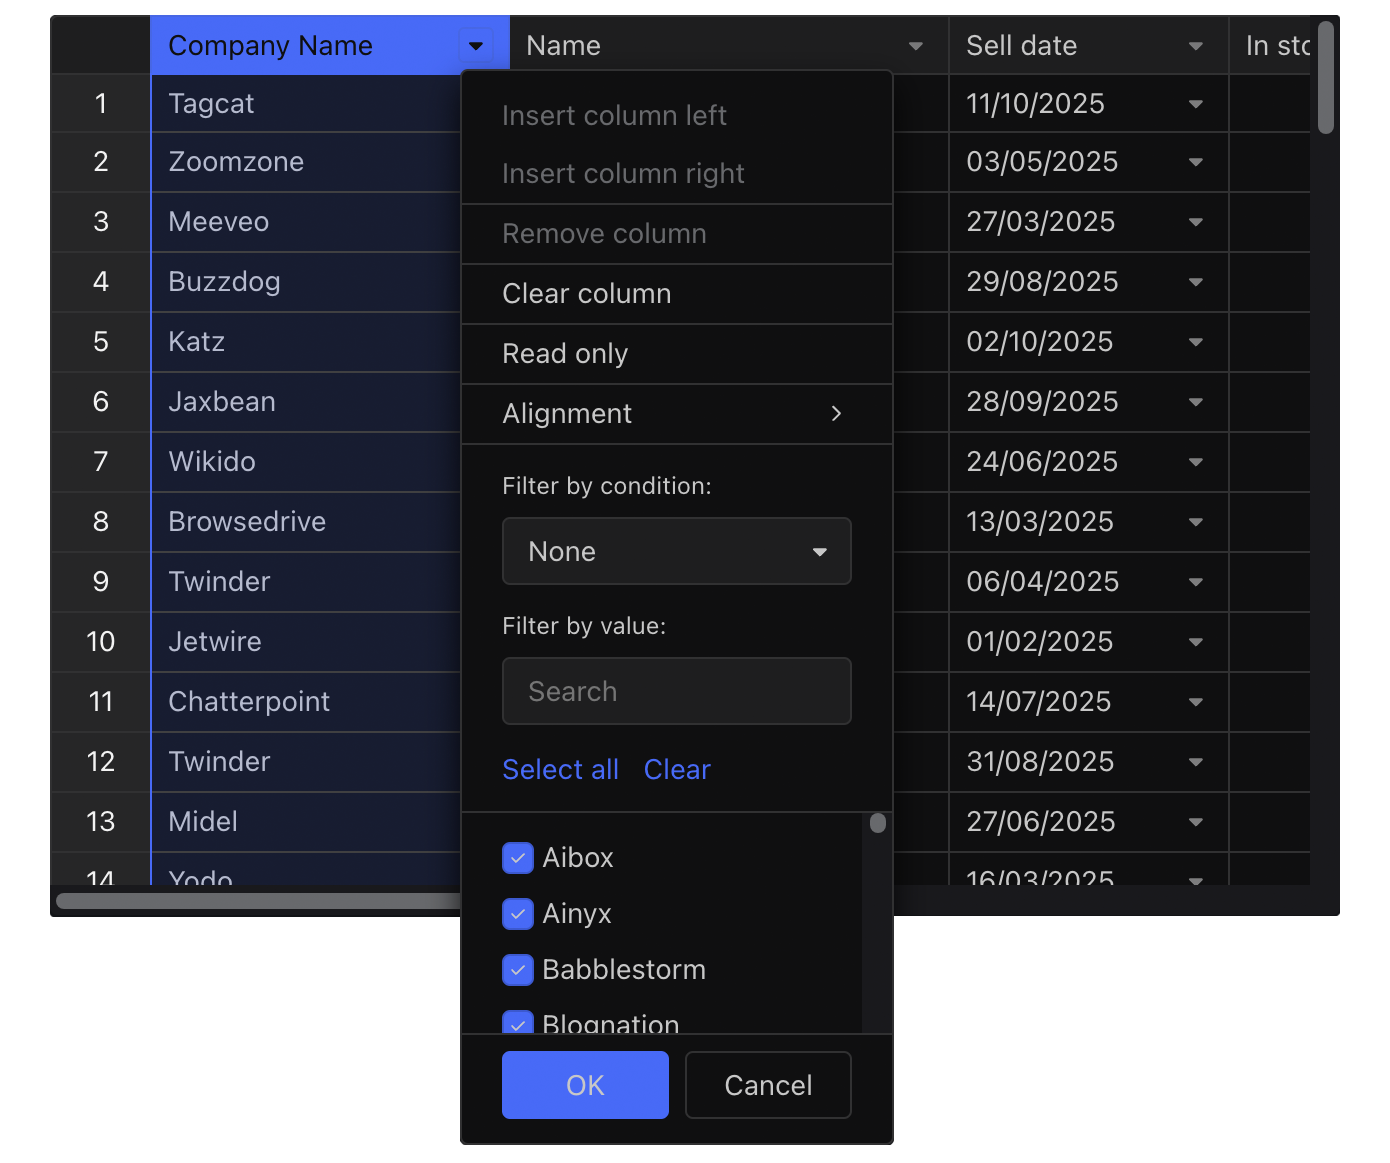 Company Name Name Sell date In sto
1 Tagcat 11/10/2025
2 Zoomzone 03/05/2025
3 Meeveo 27/03/2025
4 Buzzdog 29/08/2025
5 Katz 02/10/2025
6 Jaxbean 28/09/2025
7 Wikido 24/06/2025
8 Browsedrive 13/03/2025
9 Twinder 06/04/2025
10 Jetwire 01/02/2025
11 Chatterpoint 14/07/2025
12 Twinder 31/08/2025
13 Midel 27/06/2025
14 Yodo 16/03/2025
Insert column left
Insert column right
Remove column
Clear column
Read only
Alignment
Filter by condition:
None
Filter by value:
Search
Select all Clear
Aibox
Ainyx
Babblestorm
Blognation
OK Cancel